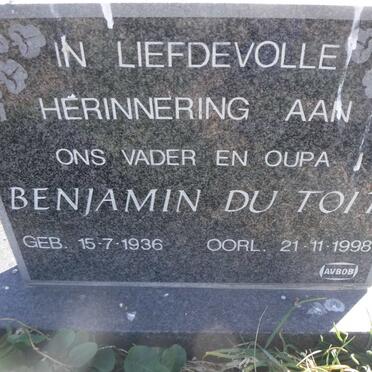 IN LIEFDEVOLLE
HERINNERING AAN
ONS VADER EN OUPA
BENJAMIN DU TOIT
GEB. 15-7-1936 OORL. 21-11-1998
AVBOB